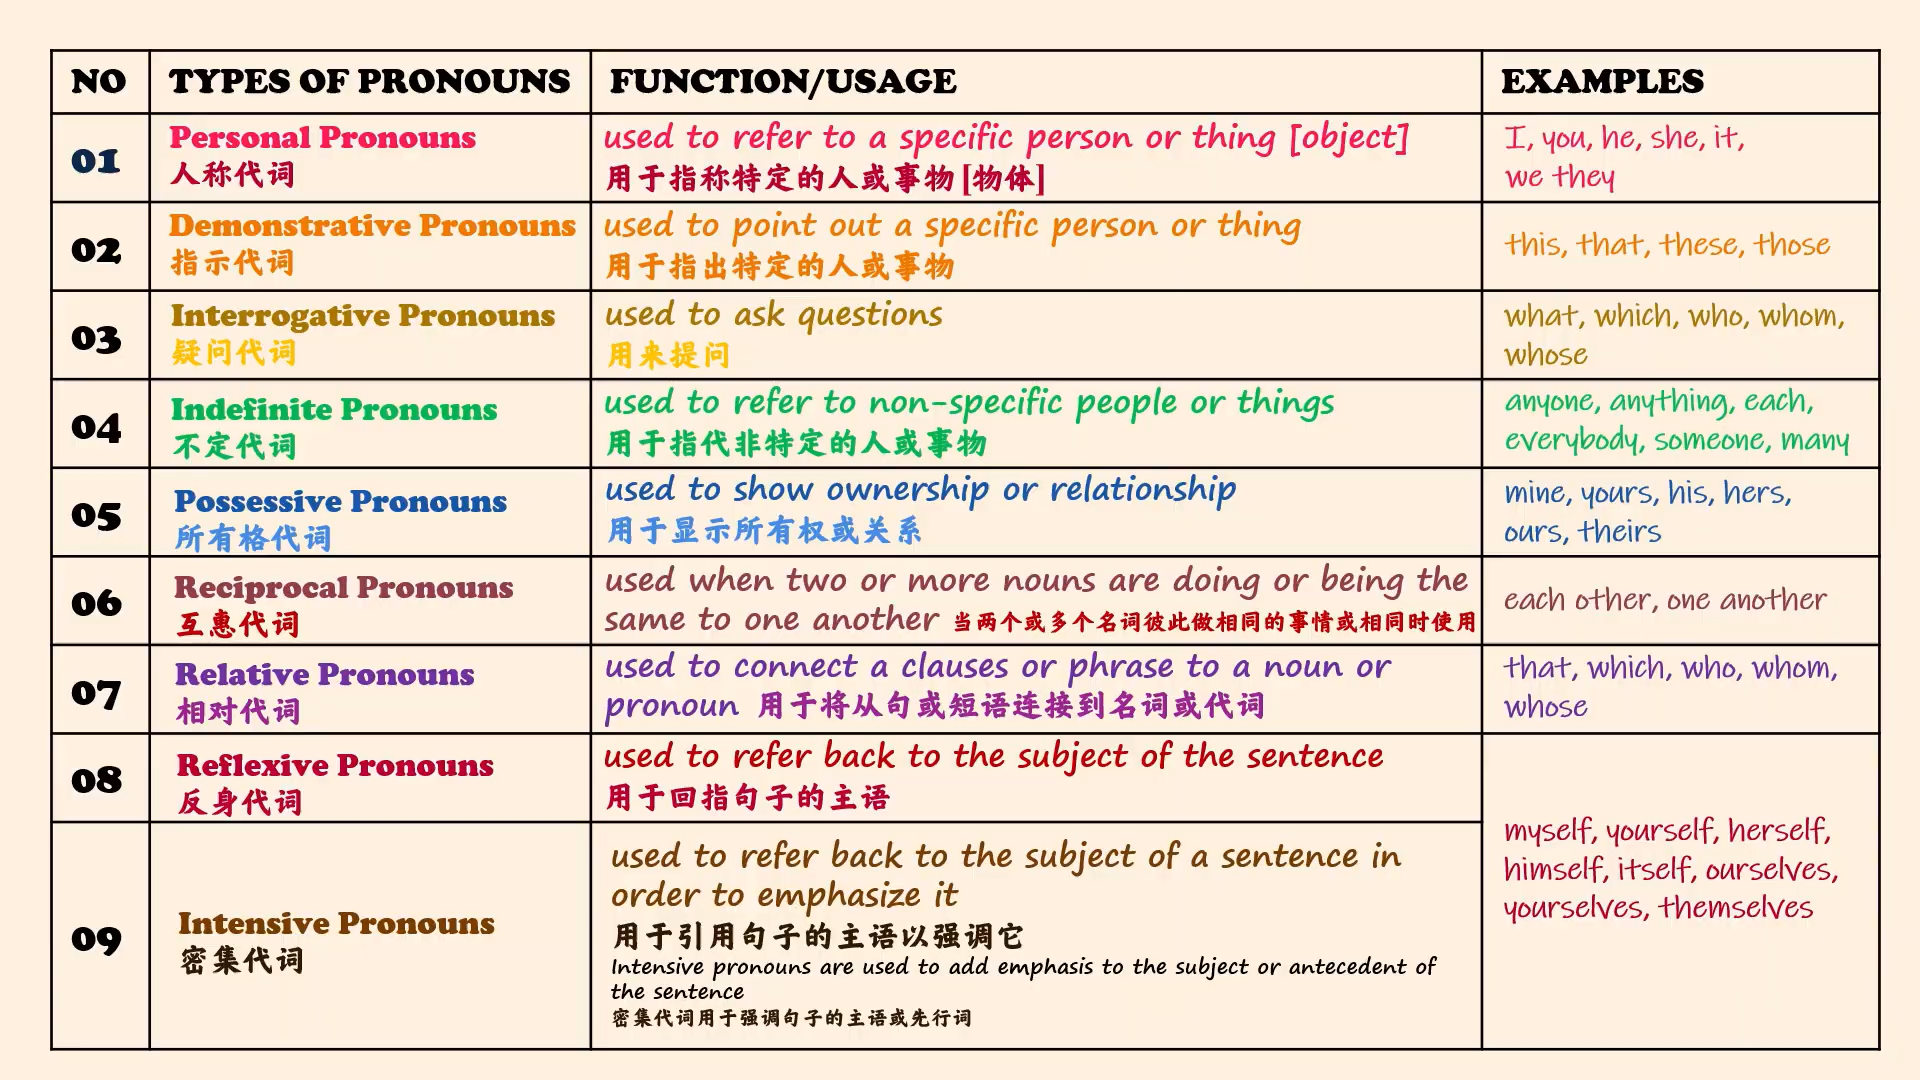 NO
TYPES OF PRONOUNS
FUNCTION/USAGE
EXAMPLES
01
Personal Pronouns
人称代词
used to refer to a specific person or thing [object]
用于指称特定的人或事物 [物体]
I, you, he, she, it,
we they
02
Demonstrative Pronouns
指示代词
used to point out a specific person or thing
用于指出特定的人或事物
this, that, these, those
03
Interrogative Pronouns
疑问代词
used to ask questions
用来提问
what, which, who, whom,
whose
04
Indefinite Pronouns
不定代词
used to refer to non-specific people or things
用于指代非特定的人或事物
anyone, anything, each,
everybody, someone, many
05
Possessive Pronouns
所有格代词
used to show ownership or relationship
用于显示所有权或关系
mine, yours, his, hers,
ours, theirs
06
Reciprocal Pronouns
互惠代词
used when two or more nouns are doing or being the
same to one another 当两个或多个名词彼此做相同的事情或相同时使用
each other, one another
07
Relative Pronouns
相对代词
used to connect a clauses or phrase to a noun or
pronoun 用于将从句或短语连接到名词或代词
that, which, who, whom,
whose
08
Reflexive Pronouns
反身代词
used to refer back to the subject of the sentence
用于回指句子的主语
09
Intensive Pronouns
密集代词
used to refer back to the subject of a sentence in
order to emphasize it
用于引用句子的主语以强调它
Intensive pronouns are used to add emphasis to the subject or antecedent of
the sentence
密集代词用于强调句子的主语或先行词
myself, yourself, herself,
himself, itself, ourselves,
yourselves, themselves